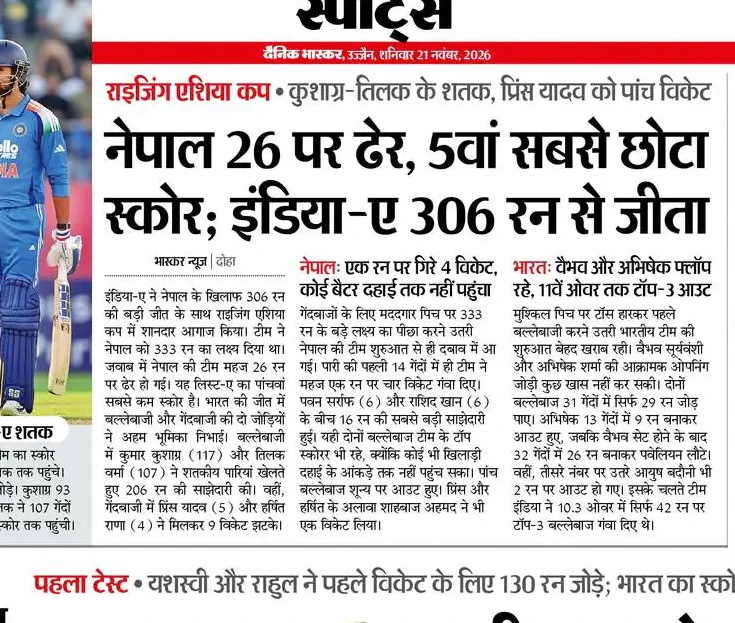 स्पोर्ट्स
दैनिक भास्कर, उज्जैन, शनिवार 21 नवंबर, 2026
राइजिंग एशिया कप • कुशाग्र-तिलक के शतक, प्रिंस यादव को पांच विकेट
नेपाल 26 पर ढेर, 5वां सबसे छोटा
स्कोर; इंडिया-ए 306 रन से जीता
भास्कर न्यूज | दोहा
इंडिया-ए ने नेपाल के खिलाफ 306 रन
की बड़ी जीत के साथ राइजिंग एशिया
कप में शानदार आगाज किया। टीम ने
नेपाल को 333 रन का लक्ष्य दिया था।
जवाब में नेपाल की टीम महज 26 रन
पर ढेर हो गई। यह लिस्ट-ए का पांचवां
सबसे कम स्कोर है। भारत की जीत में
बल्लेबाजी और गेंदबाजी की दो जोड़ियों
ने अहम भूमिका निभाई। बल्लेबाजी
में कुमार कुशाग्र (117) और तिलक
वर्मा (107) ने शतकीय पारियां खेलते
हुए 206 रन की साझेदारी की। वहीं,
गेंदबाजी में प्रिंस यादव (5) और हर्षित
राणा (4) ने मिलकर 9 विकेट झटके।
नेपाल: एक रन पर गिरे 4 विकेट,
कोई बैटर दहाई तक नहीं पहुंचा
गेंदबाजों के लिए मददगार पिच पर 333
रन के बड़े लक्ष्य का पीछा करने उतरी
नेपाल की टीम शुरुआत से ही दबाव में आ
गई। पारी की पहली 14 गेंदों में ही टीम ने
महज एक रन पर चार विकेट गंवा दिए।
पवन सर्राफ (6) और राशिद खान (6)
के बीच 16 रन की सबसे बड़ी साझेदारी
हुई। यही दोनों बल्लेबाज टीम के टॉप
स्कोरर भी रहे, क्योंकि कोई भी खिलाड़ी
दहाई के आंकड़े तक नहीं पहुंच सका। पांच
बल्लेबाज शून्य पर आउट हुए। प्रिंस और
हर्षित के अलावा शाहबाज अहमद ने भी
एक विकेट लिया।
भारत: वैभव और अभिषेक फ्लॉप
रहे, 11वें ओवर तक टॉप-3 आउट
मुश्किल पिच पर टॉस हारकर पहले
बल्लेबाजी करने उतरी भारतीय टीम की
शुरुआत बेहद खराब रही। वैभव सूर्यवंशी
और अभिषेक शर्मा की आक्रामक ओपनिंग
जोड़ी कुछ खास नहीं कर सकी। दोनों
बल्लेबाज 31 गेंदों में सिर्फ 29 रन जोड़
पाए। अभिषेक 13 गेंदों में 9 रन बनाकर
आउट हुए, जबकि वैभव सेट होने के बाद
32 गेंदों में 26 रन बनाकर पवेलियन लौटे।
वहीं, तीसरे नंबर पर उतरे आयुष बदौनी भी
2 रन पर आउट हो गए। इसके चलते टीम
इंडिया ने 10.3 ओवर में सिर्फ 42 रन पर
टॉप-3 बल्लेबाज गंवा दिए थे।
-ए शतक
म का स्कोर
क तक पहुंचे।
ोड़े। कुशाग्र 93
क ने 107 गेंदों
स्कोर तक पहुंची।
पहला टेस्ट • यशस्वी और राहुल ने पहले विकेट के लिए 130 रन जोड़े; भारत का स्को